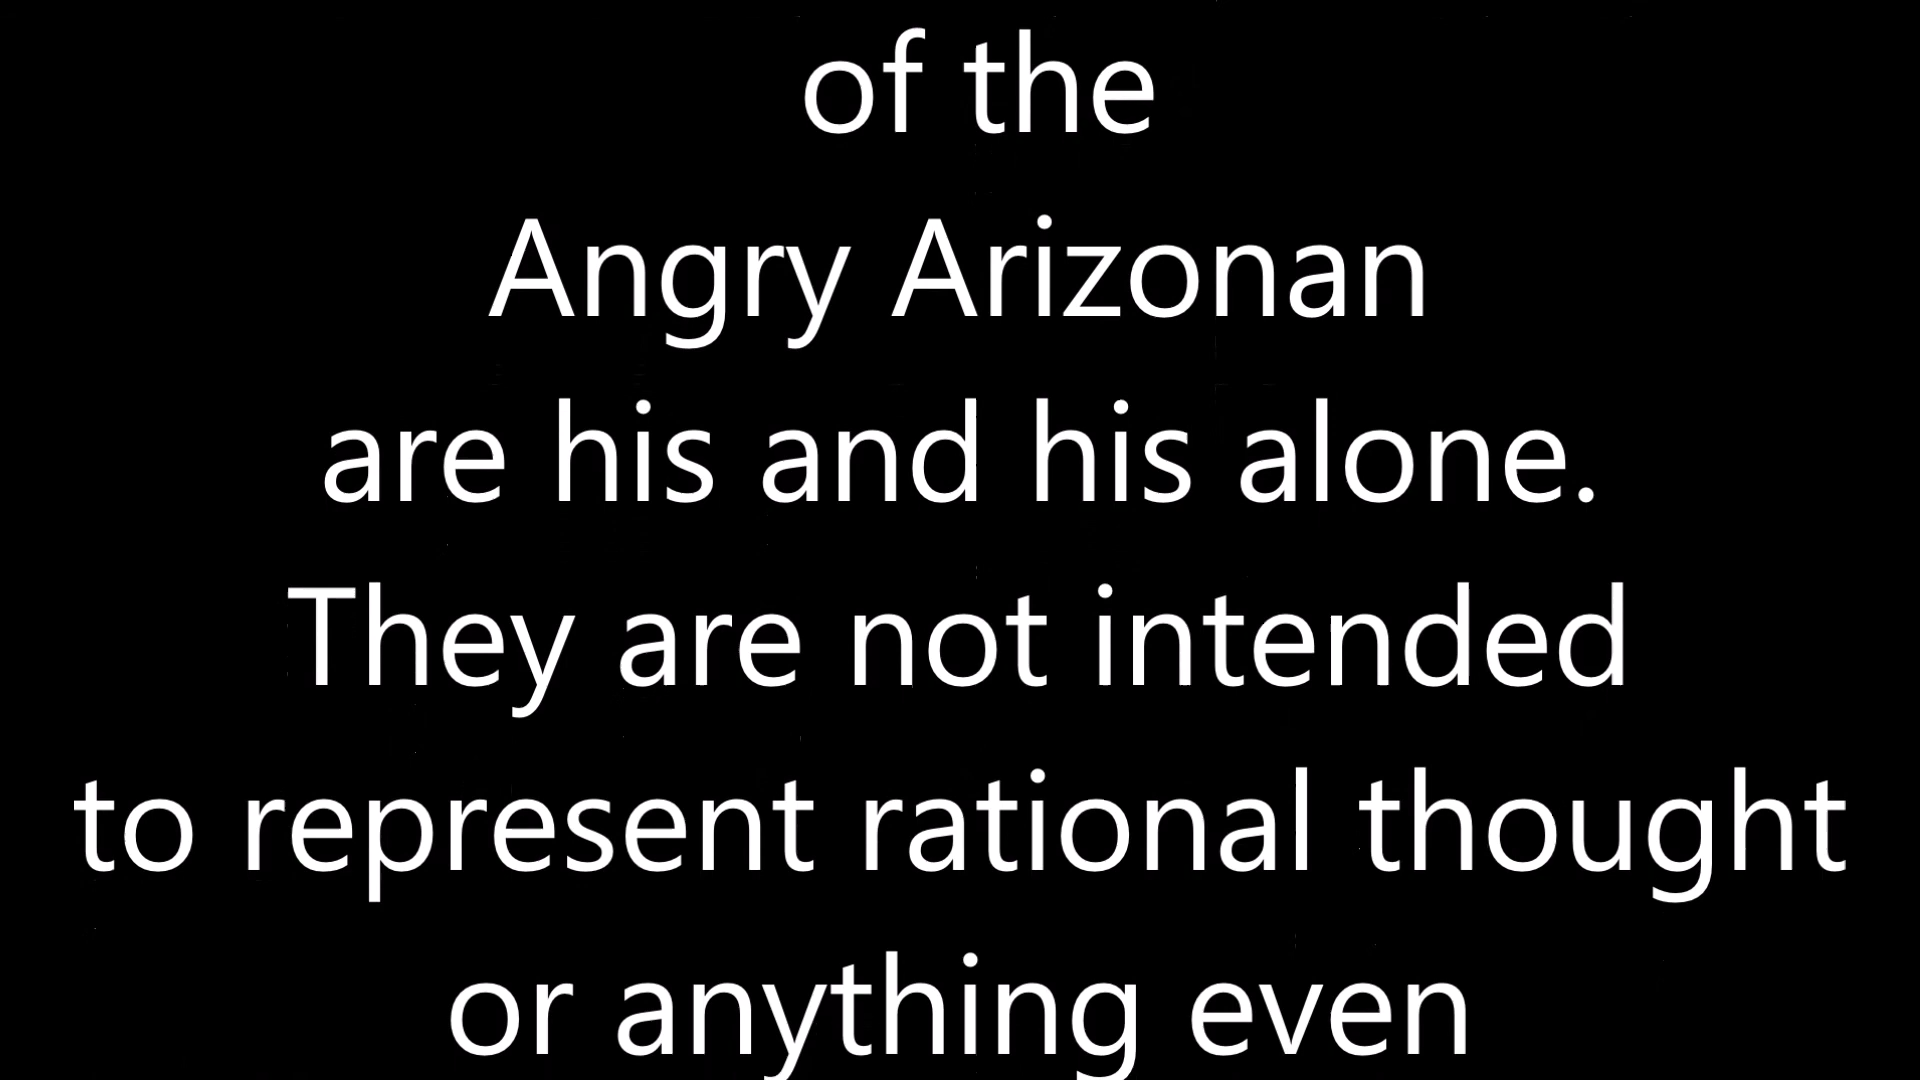 of the
Angry Arizonan
are his and his alone.
They are not intended
to represent rational thought
or anything even